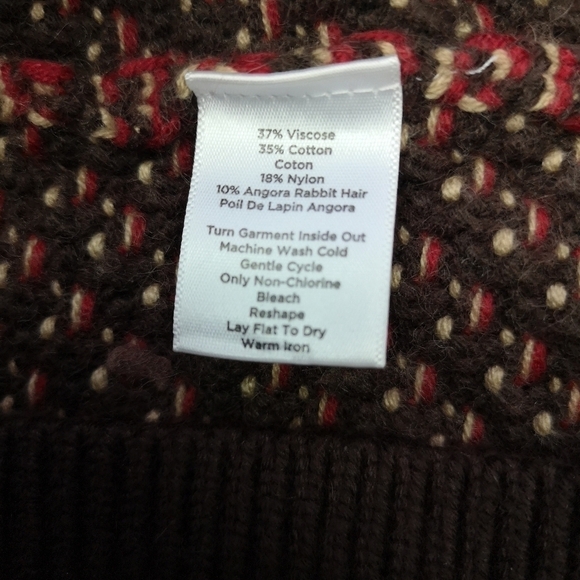 37% Viscose
35% Cotton
Coton
18% Nylon
10% Angora Rabbit Hair
Poil De Lapin Angora
Turn Garment Inside Out
Machine Wash Cold
Gentle Cycle
Only Non-Chlorine
Bleach
Reshape
Lay Flat To Dry
Warm Iron